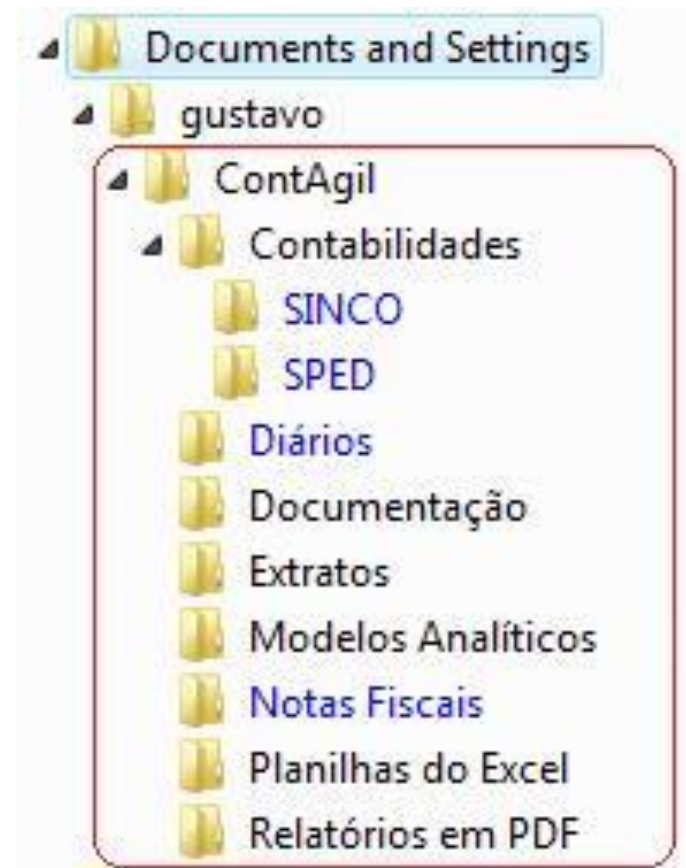 Documents and Settings
gustavo
ContAgil
Contabilidades
SINCO
SPED
Diários
Documentação
Extratos
Modelos Analíticos
Notas Fiscais
Planilhas do Excel
Relatórios em PDF